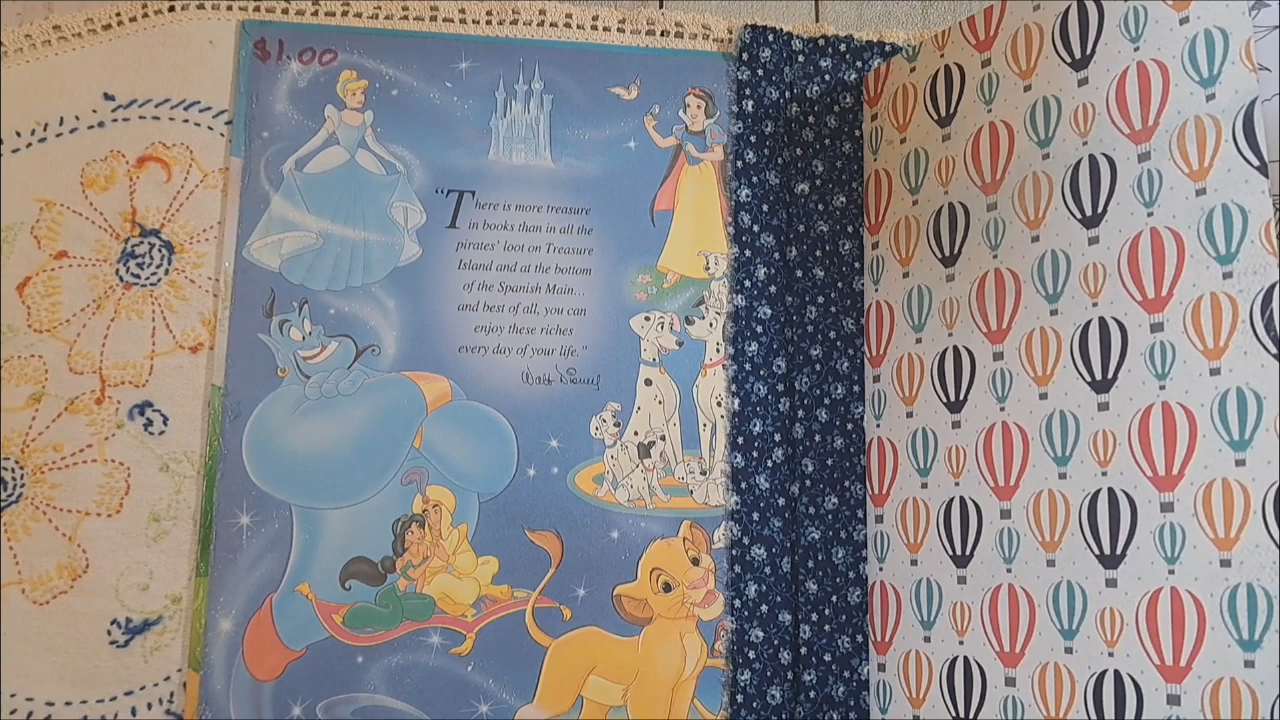 $1.00
"There is more treasure
in books than in all the
pirates' loot on Treasure
Island and at the bottom
of the Spanish Main...
and best of all, you can
enjoy these riches
every day of your life."
Walt Disney